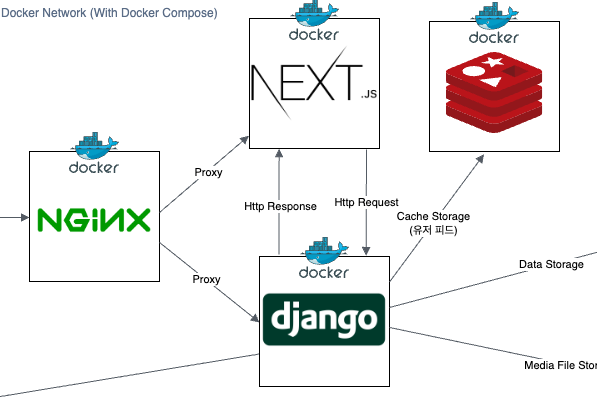 Docker Network (With Docker Compose)
docker
docker
NEXT.JS
docker
Proxy
NGINX
Http Response
Http Request
Cache Storage
(유저 피드)
Proxy
docker
Data Storage
django
Media File Stor